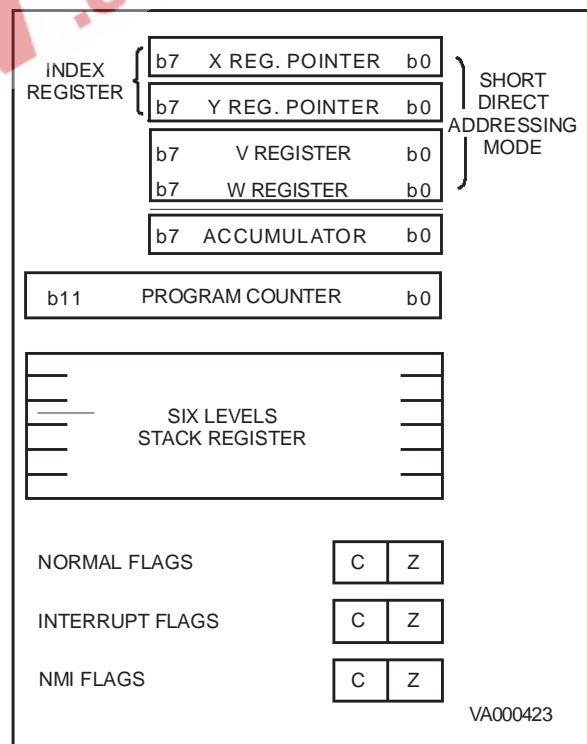 INDEX
REGISTER
b7 X REG. POINTER b0
b7 Y REG. POINTER b0
b7 V REGISTER b0
b7 W REGISTER b0
b7 ACCUMULATOR b0
SHORT
DIRECT
ADDRESSING
MODE
b11 PROGRAM COUNTER b0
SIX LEVELS
STACK REGISTER
NORMAL FLAGS C Z
INTERRUPT FLAGS C Z
NMI FLAGS C Z
VA000423